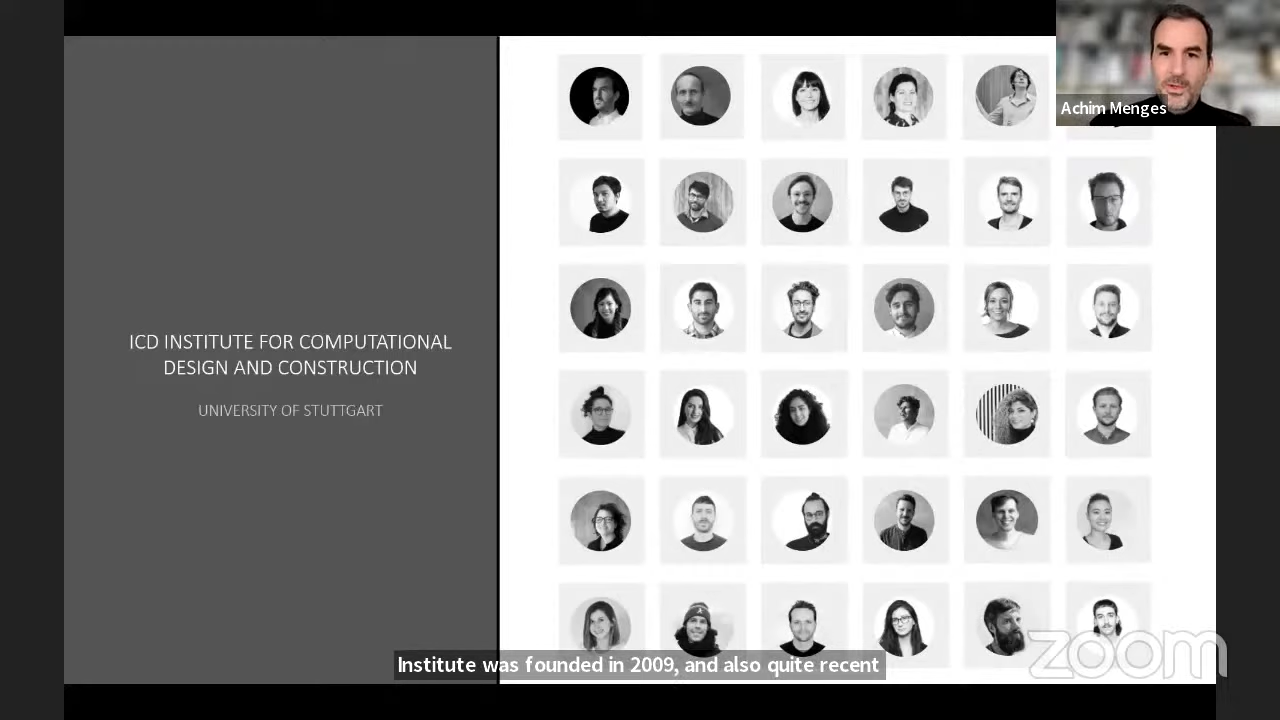 Achim Menges
ICD INSTITUTE FOR COMPUTATIONAL
DESIGN AND CONSTRUCTION
UNIVERSITY OF STUTTGART
Institute was founded in 2009, and also quite recent
zoom